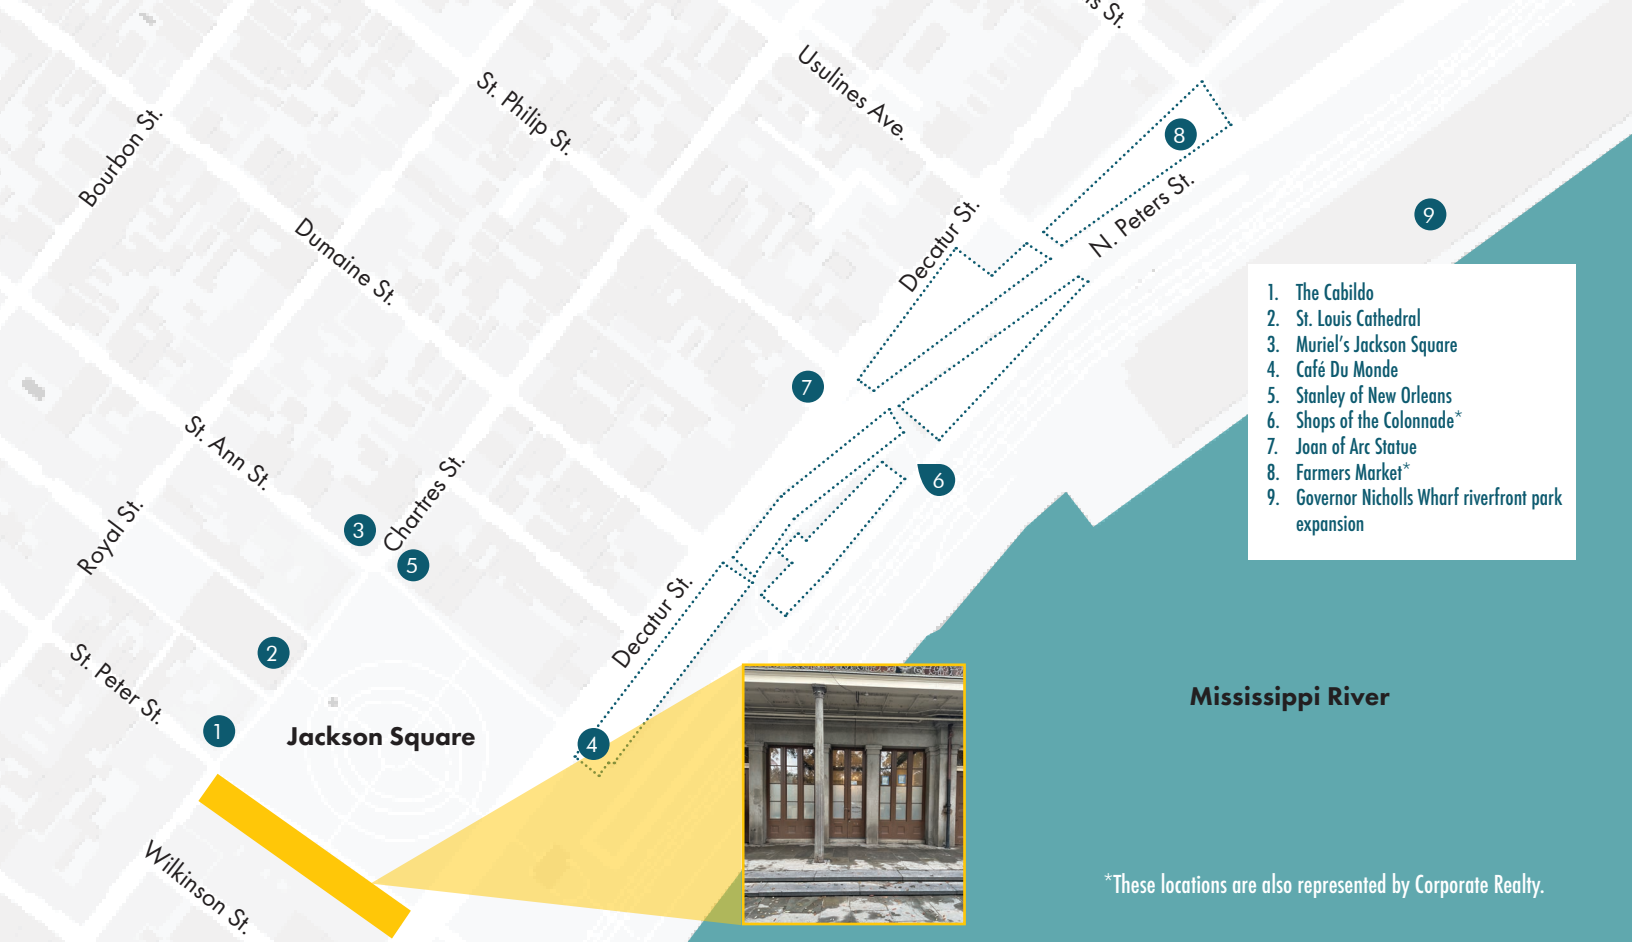 s St.
Usulines Ave.
St. Philip St.
Bourbon St.
8
N. Peters St.
9
Decatur St.
Dumaine St.
1. The Cabildo
2. St. Louis Cathedral
3. Muriel's Jackson Square
4. Café Du Monde
5. Stanley of New Orleans
6. Shops of the Colonnade*
7. Joan of Arc Statue
8. Farmers Market*
9. Governor Nicholls Wharf riverfront park
expansion
7
St. Ann St.
6
Chartres St.
Royal St.
3
5
Decatur St.
2
St. Peter St.
1
Jackson Square
4
Mississippi River
Wilkinson St.
*These locations are also represented by Corporate Realty.